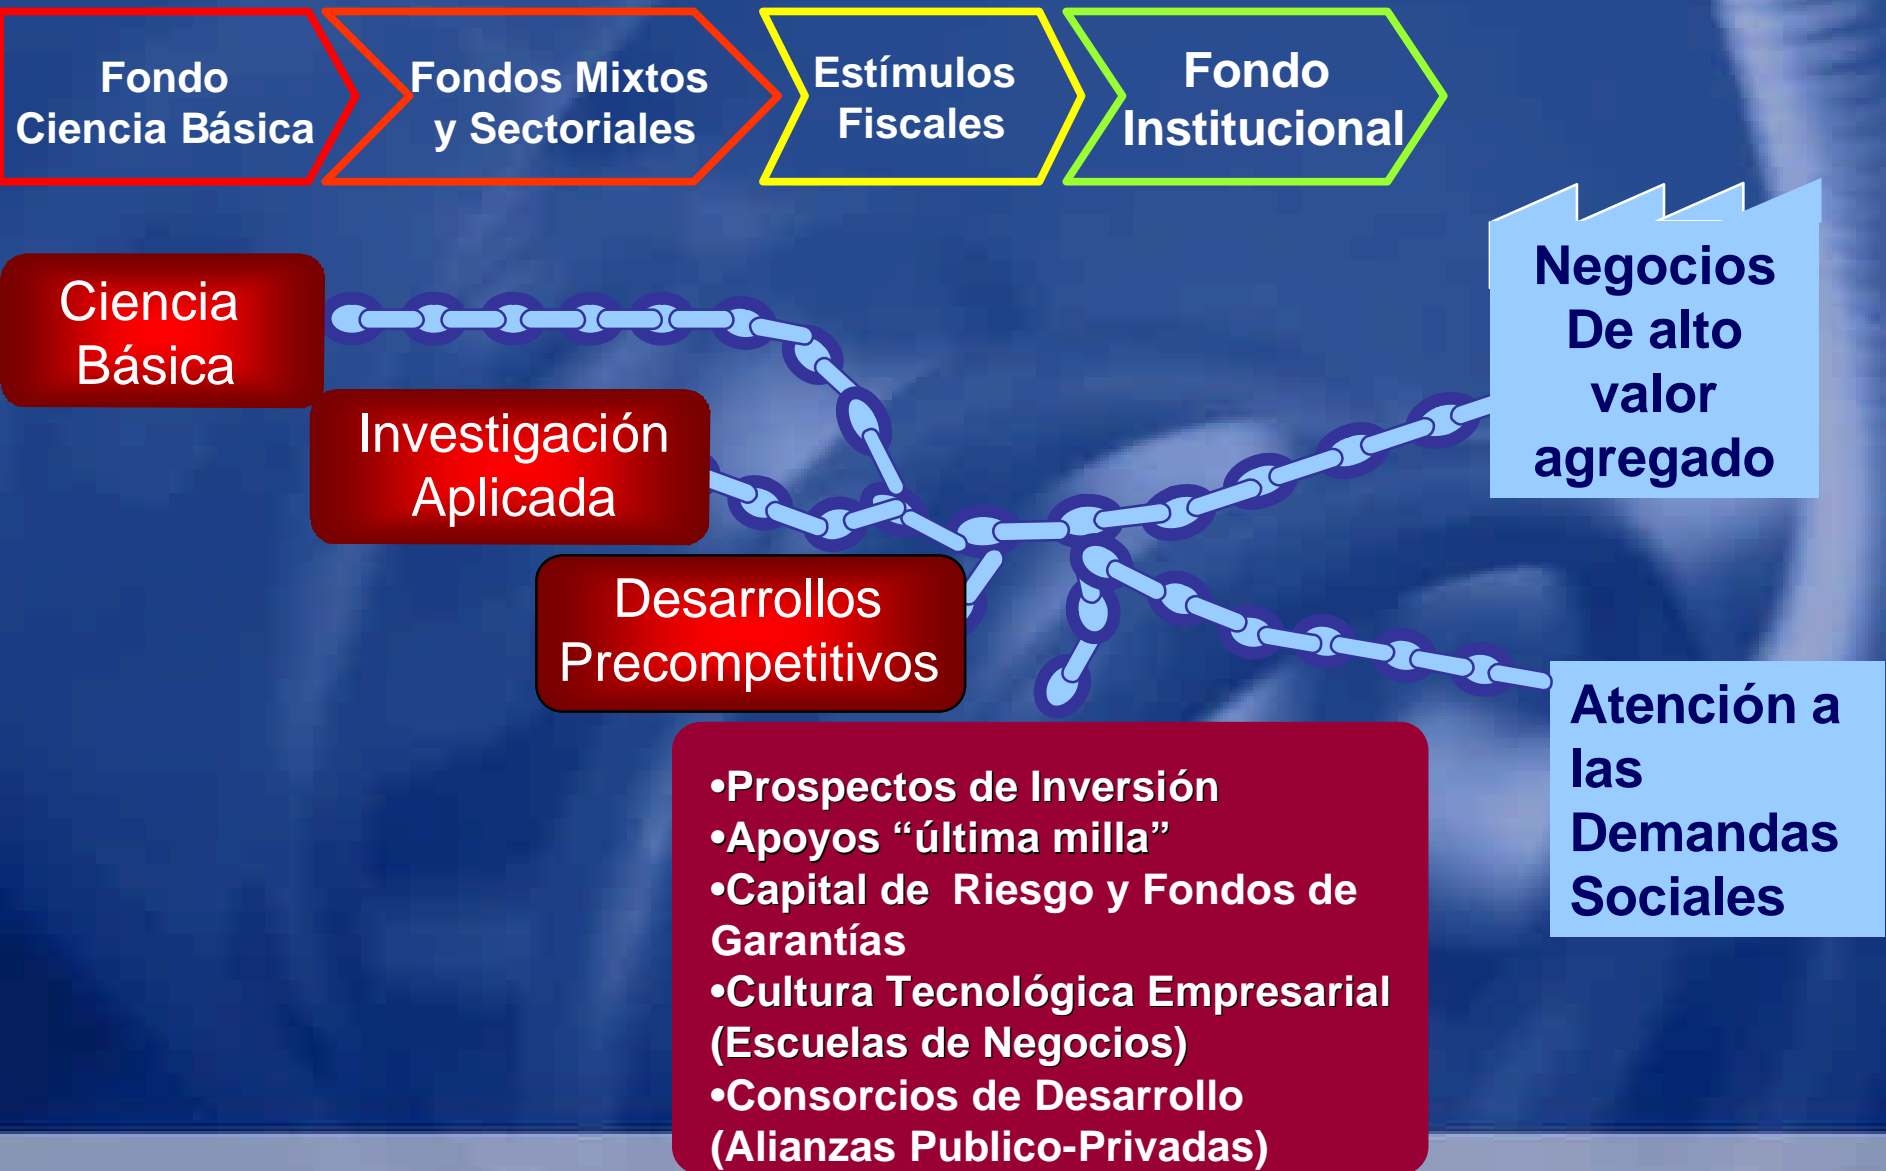 Fondo
Ciencia Básica
Fondos Mixtos
y Sectoriales
Estímulos
Fiscales
Fondo
Institucional
Ciencia
Básica
Investigación
Aplicada
Desarrollos
Precompetitivos
Negocios
De alto
valor
agregado
Atención a
las
Demandas
Sociales
•Prospectos de Inversión
•Apoyos “última milla”
•Capital de Riesgo y Fondos de
Garantías
•Cultura Tecnológica Empresarial
(Escuelas de Negocios)
•Consorcios de Desarrollo
(Alianzas Publico-Privadas)